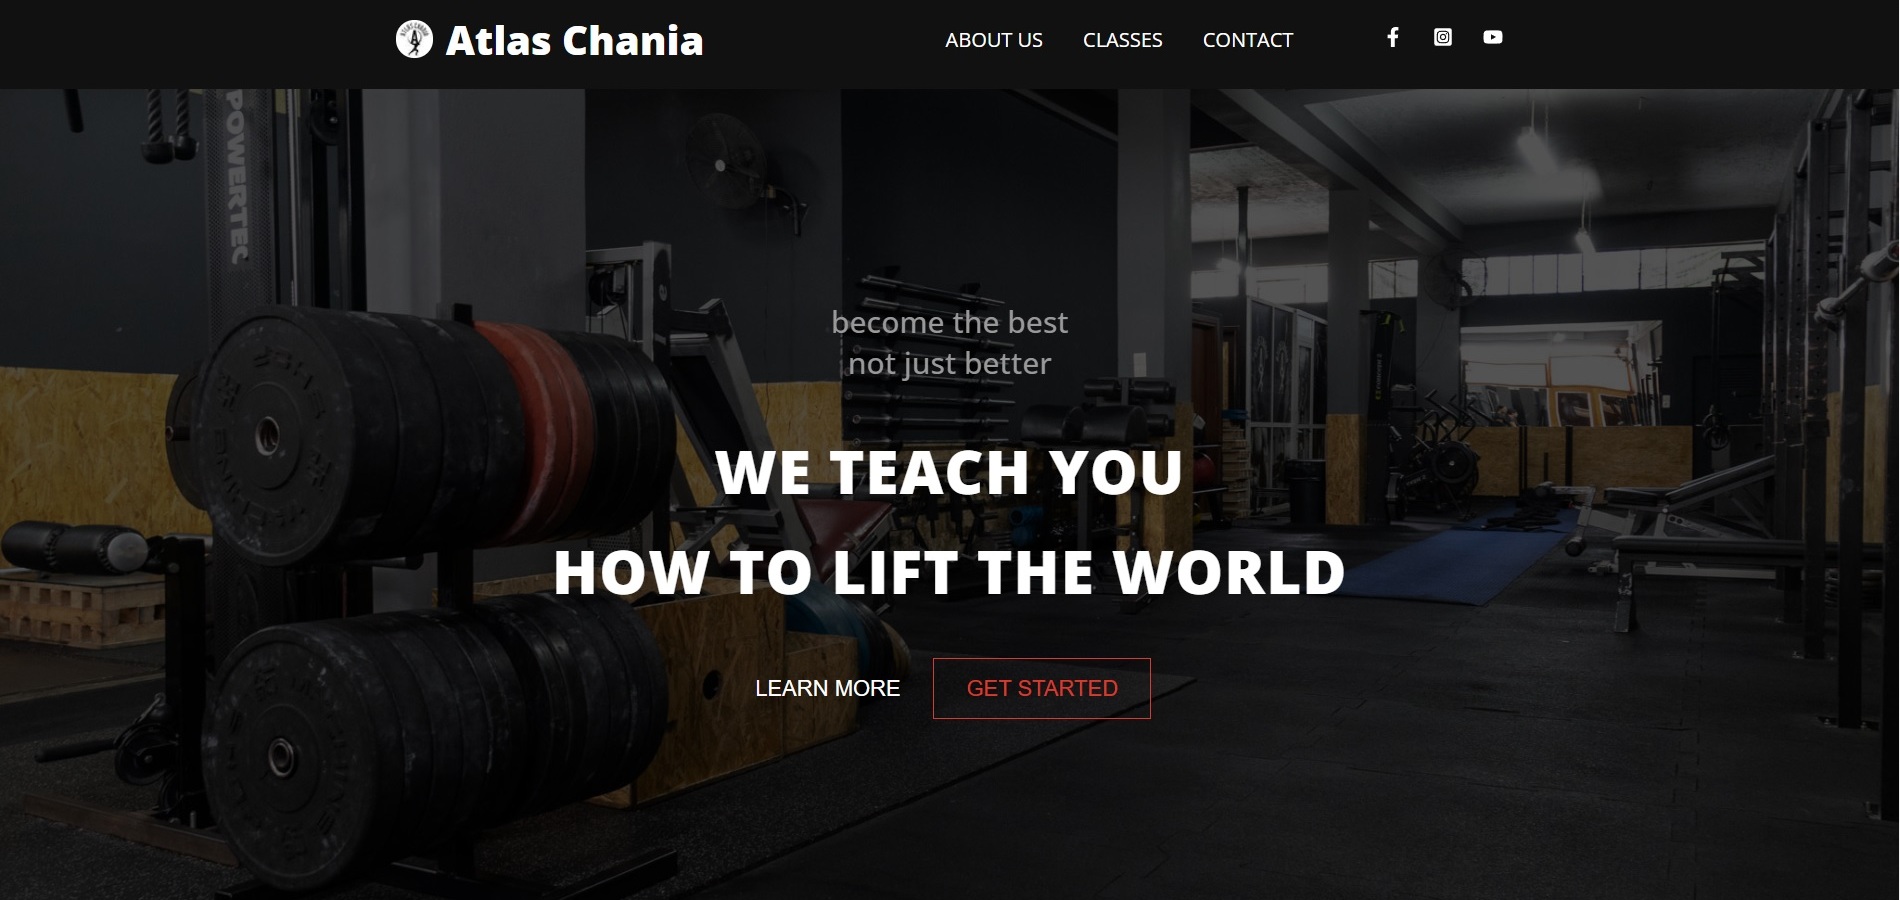 Atlas Chania
ABOUT US
CLASSES
CONTACT
POWERTEC
become the best
not just better
WE TEACH YOU
HOW TO LIFT THE WORLD
LEARN MORE
GET STARTED